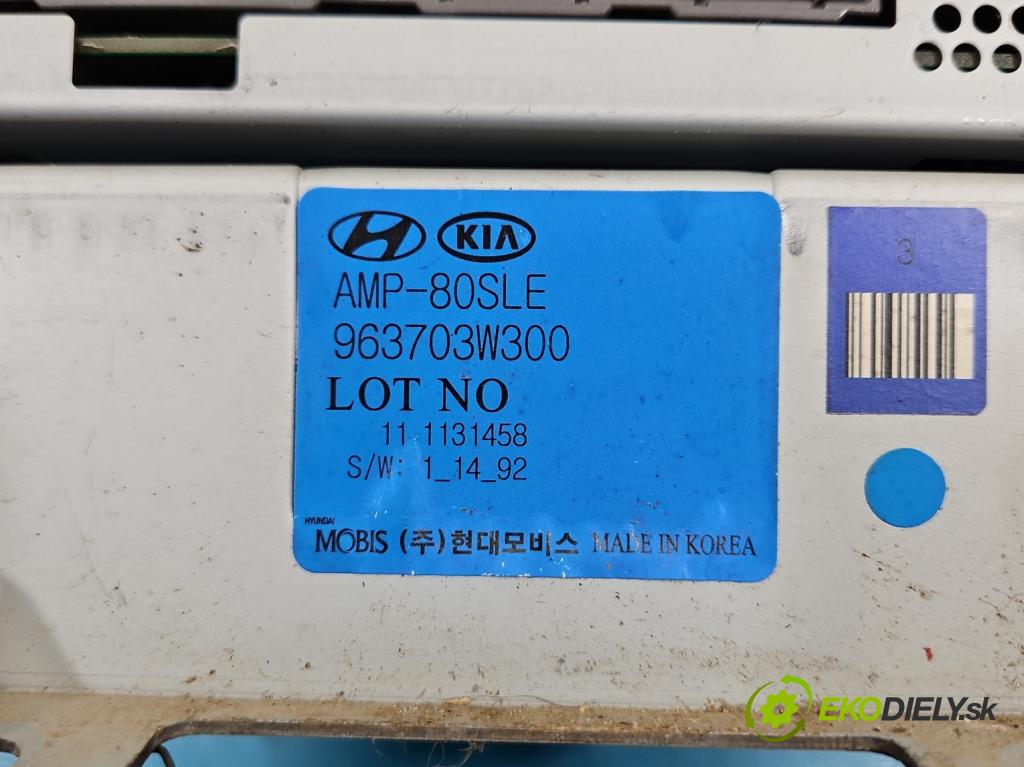 KIA
AMP-80SLE
963703W300
LOT NO
11 1131458
S/W: 1_14_92
HYUNDAI
MOBIS (주)현대모비스 MADE IN KOREA
3
EKODIELY.sk